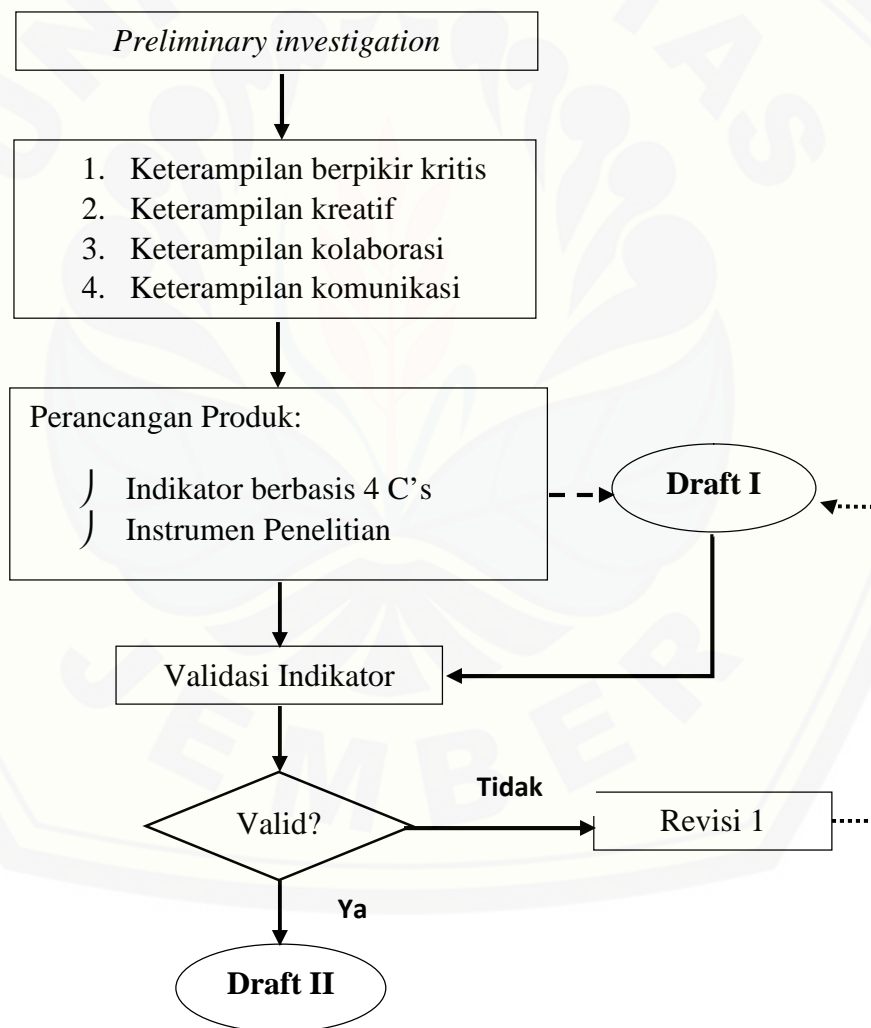 Preliminary investigation
1. Keterampilan berpikir kritis
2. Keterampilan kreatif
3. Keterampilan kolaborasi
4. Keterampilan komunikasi
Perancangan Produk:
Indikator berbasis 4 C’s
Instrumen Penelitian
Draft I
Validasi Indikator
Valid?
Tidak
Revisi 1
Ya
Draft II
JEMBER